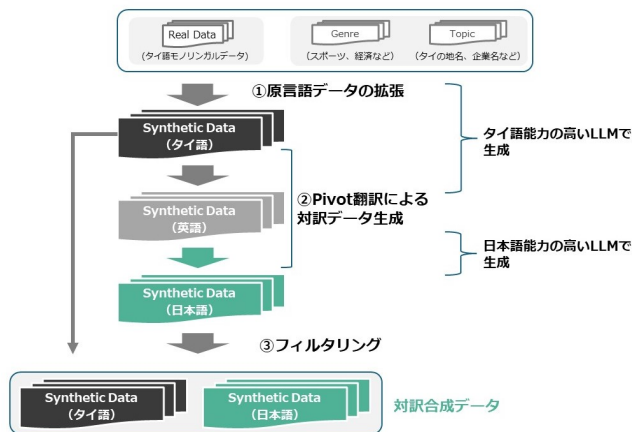 Real Data
(タイ語モノリンガルデータ)
Genre
(スポーツ、経済など)
Topic
(タイの地名、企業名など)
①原言語データの拡張
Synthetic Data
(タイ語)
タイ語能力の高いLLMで
生成
②Pivot翻訳による
対訳データ生成
Synthetic Data
(英語)
日本語能力の高いLLMで
生成
Synthetic Data
(日本語)
③フィルタリング
Synthetic Data
(タイ語)
Synthetic Data
(日本語)
対訳合成データ